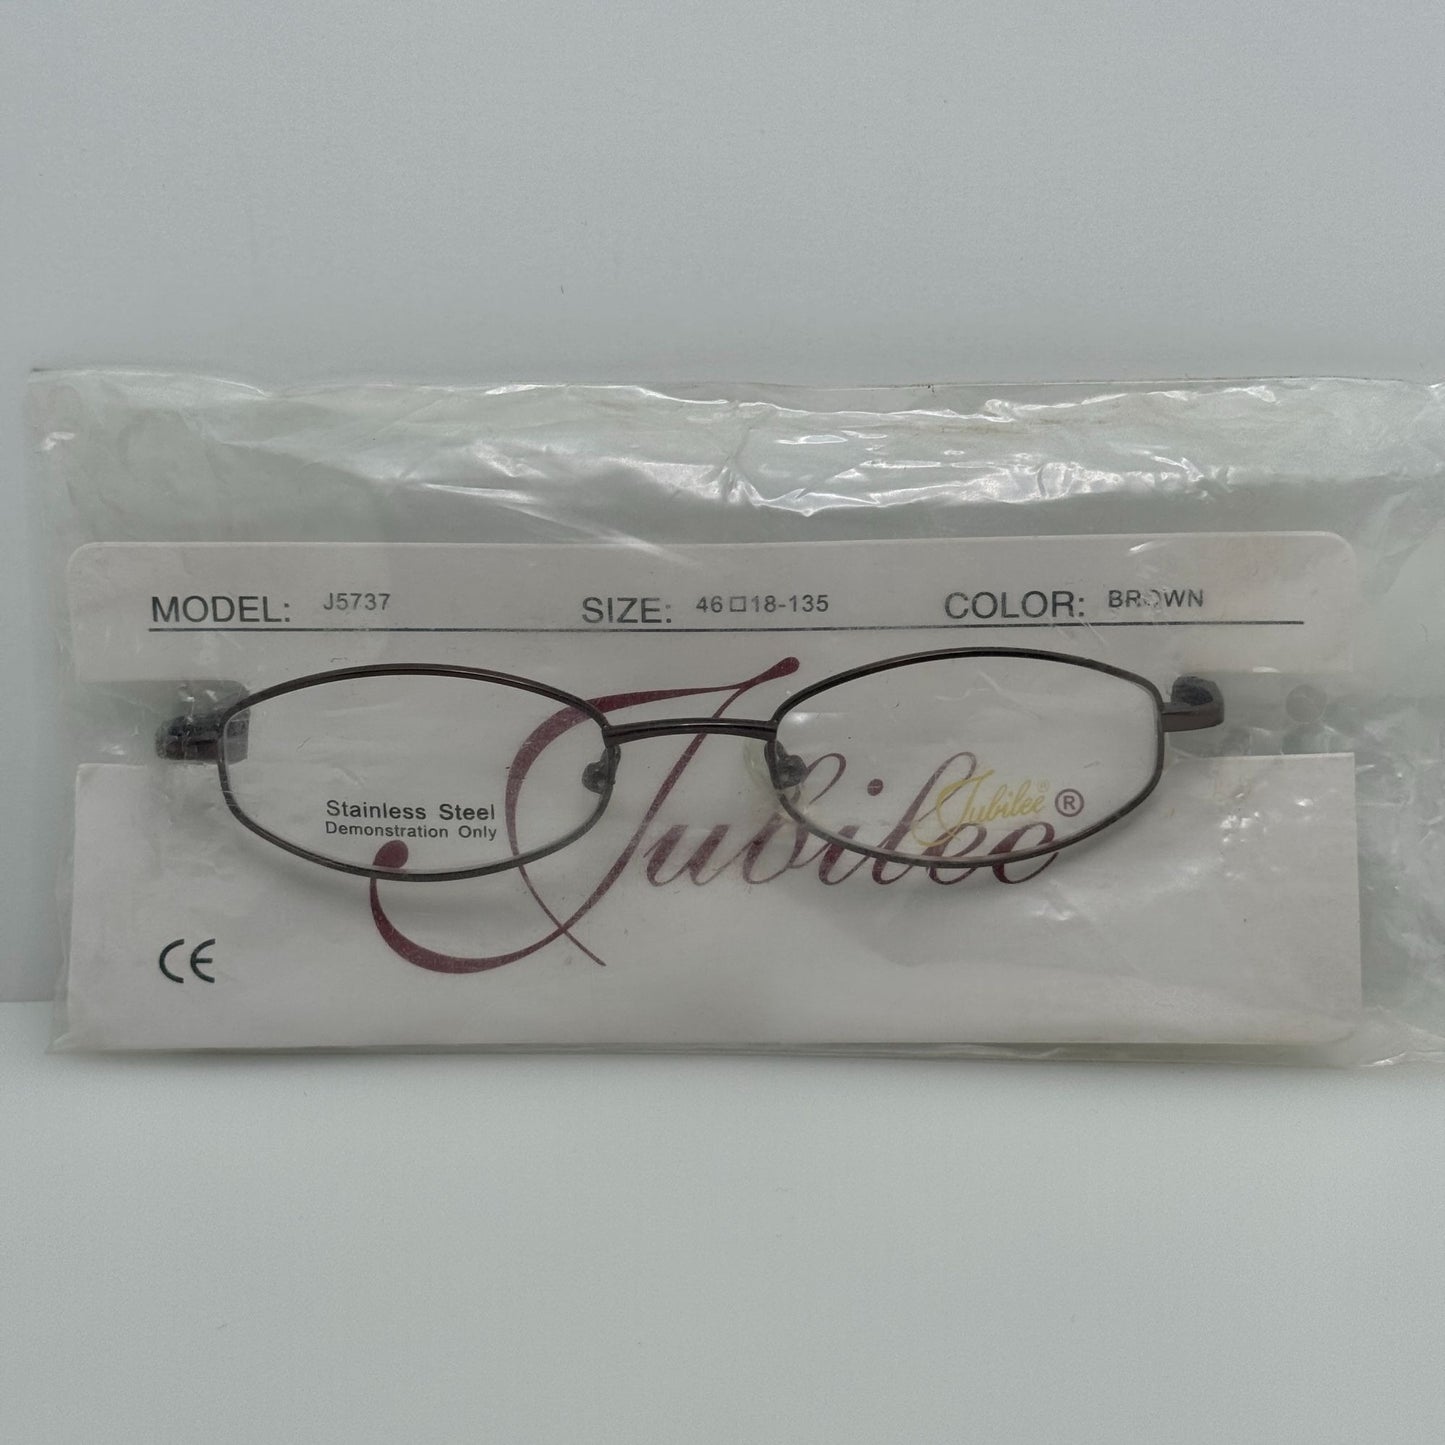 MODEL: J5737 SIZE: 46□18-135 COLOR: BROWN
Stainless Steel
Demonstration Only
Jubilee®
Jubilee®
CE